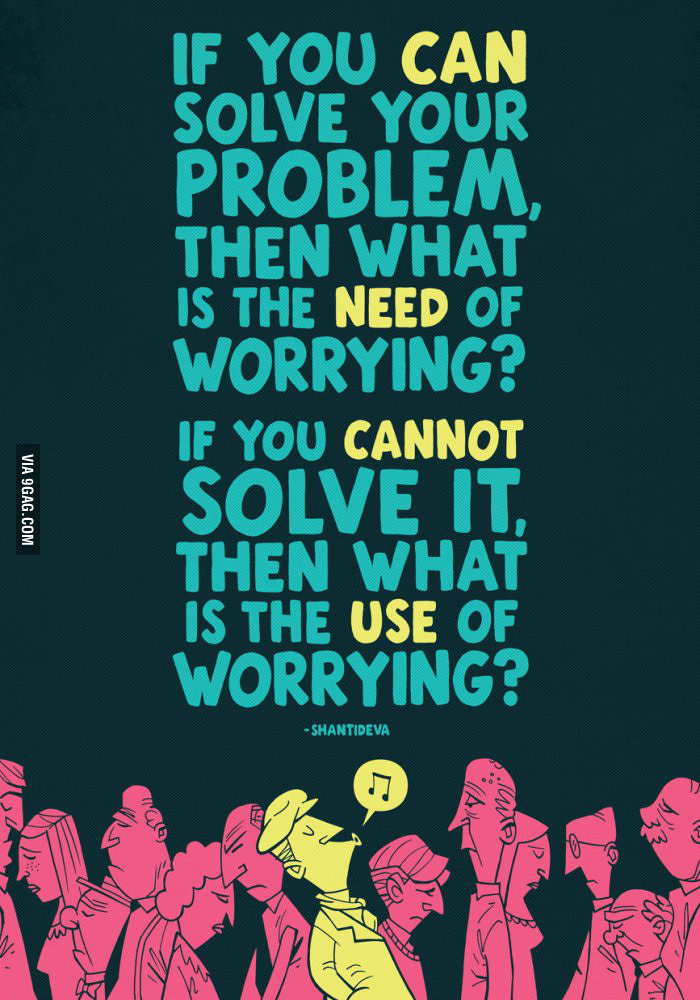 IF YOU CAN
SOLVE YOUR
PROBLEM,
THEN WHAT
IS THE NEED OF
WORRYING?
IF YOU CANNOT
SOLVE IT,
THEN WHAT
IS THE USE OF
WORRYING?
-SHANTIDEVA
VIA 9GAG.COM